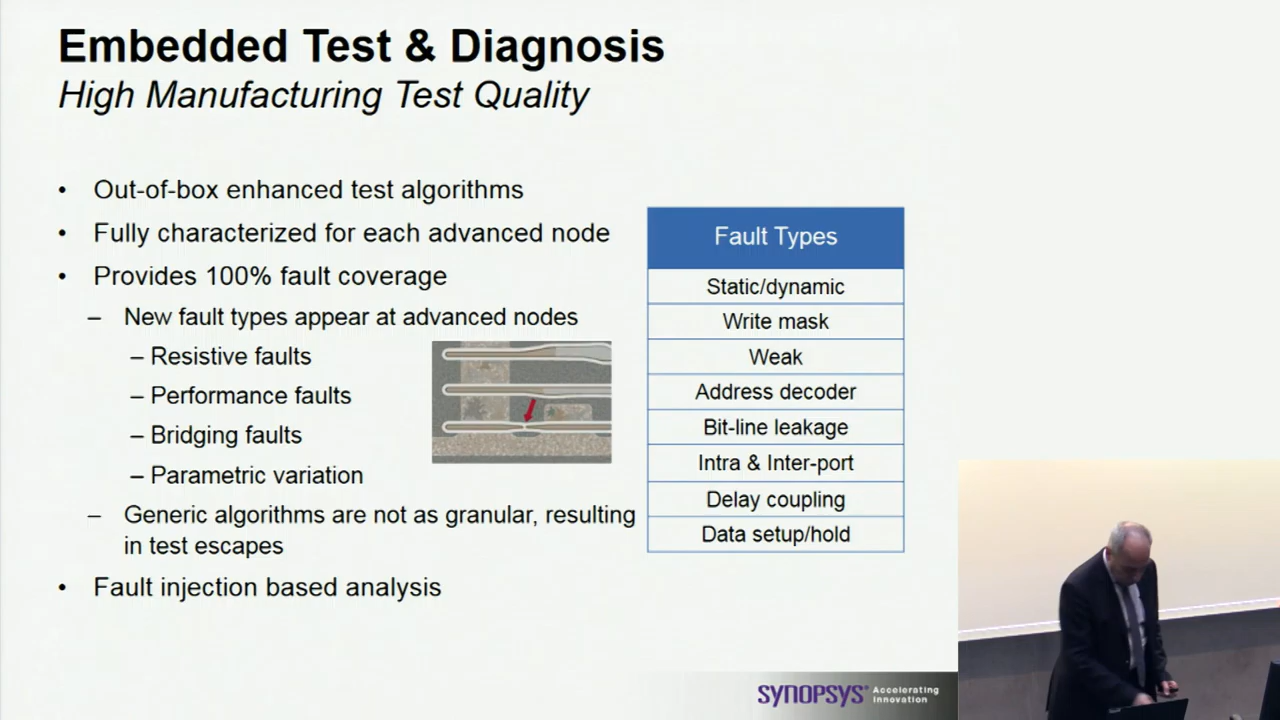 Embedded Test & Diagnosis
High Manufacturing Test Quality
• Out-of-box enhanced test algorithms
• Fully characterized for each advanced node
• Provides 100% fault coverage
– New fault types appear at advanced nodes
– Resistive faults
– Performance faults
– Bridging faults
– Parametric variation
– Generic algorithms are not as granular, resulting
in test escapes
• Fault injection based analysis
Fault Types
Static/dynamic
Write mask
Weak
Address decoder
Bit-line leakage
Intra & Inter-port
Delay coupling
Data setup/hold
SYNOPSYS® Accelerating
Innovation